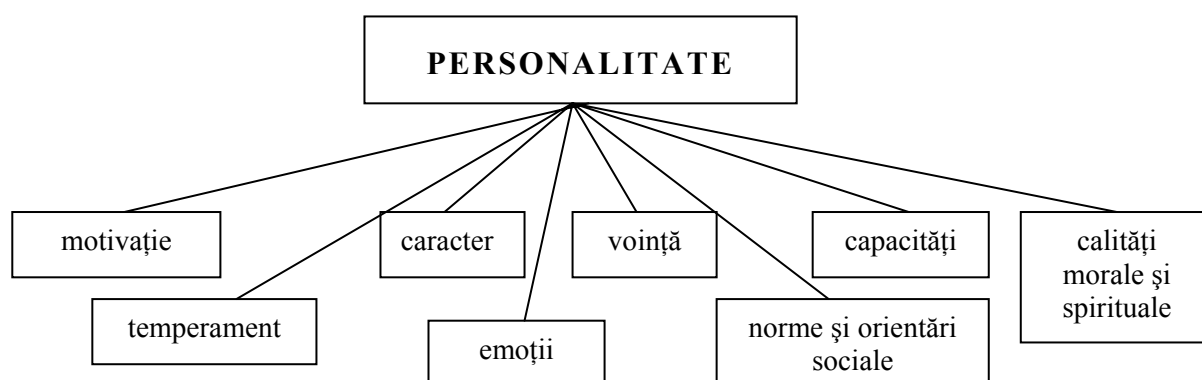 PERSONALITATE
motivație
caracter
voință
capacități
calități
morale şi
spirituale
temperament
emoții
norme şi orientări
sociale